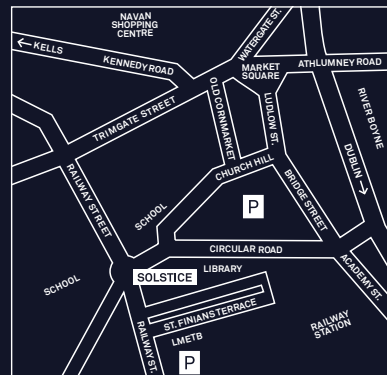 NAVAN
SHOPPING
CENTRE
WATERGATE ST.
← KELLS
KENNEDY ROAD
MARKET
SQUARE
ATHLUMNEY ROAD
TRIMGATE STREET
OLD CORNMARKET
LUDLOW ST.
RIVER BOYNE
CHURCH HILL
DUBLIN →
RAILWAY STREET
BRIDGE STREET
SCHOOL
P
CIRCULAR ROAD
ACADEMY ST.
SOLSTICE
LIBRARY
SCHOOL
ST. FINIANS TERRACE
RAILWAY
STATION
LMETB
RAILWAY ST.
P